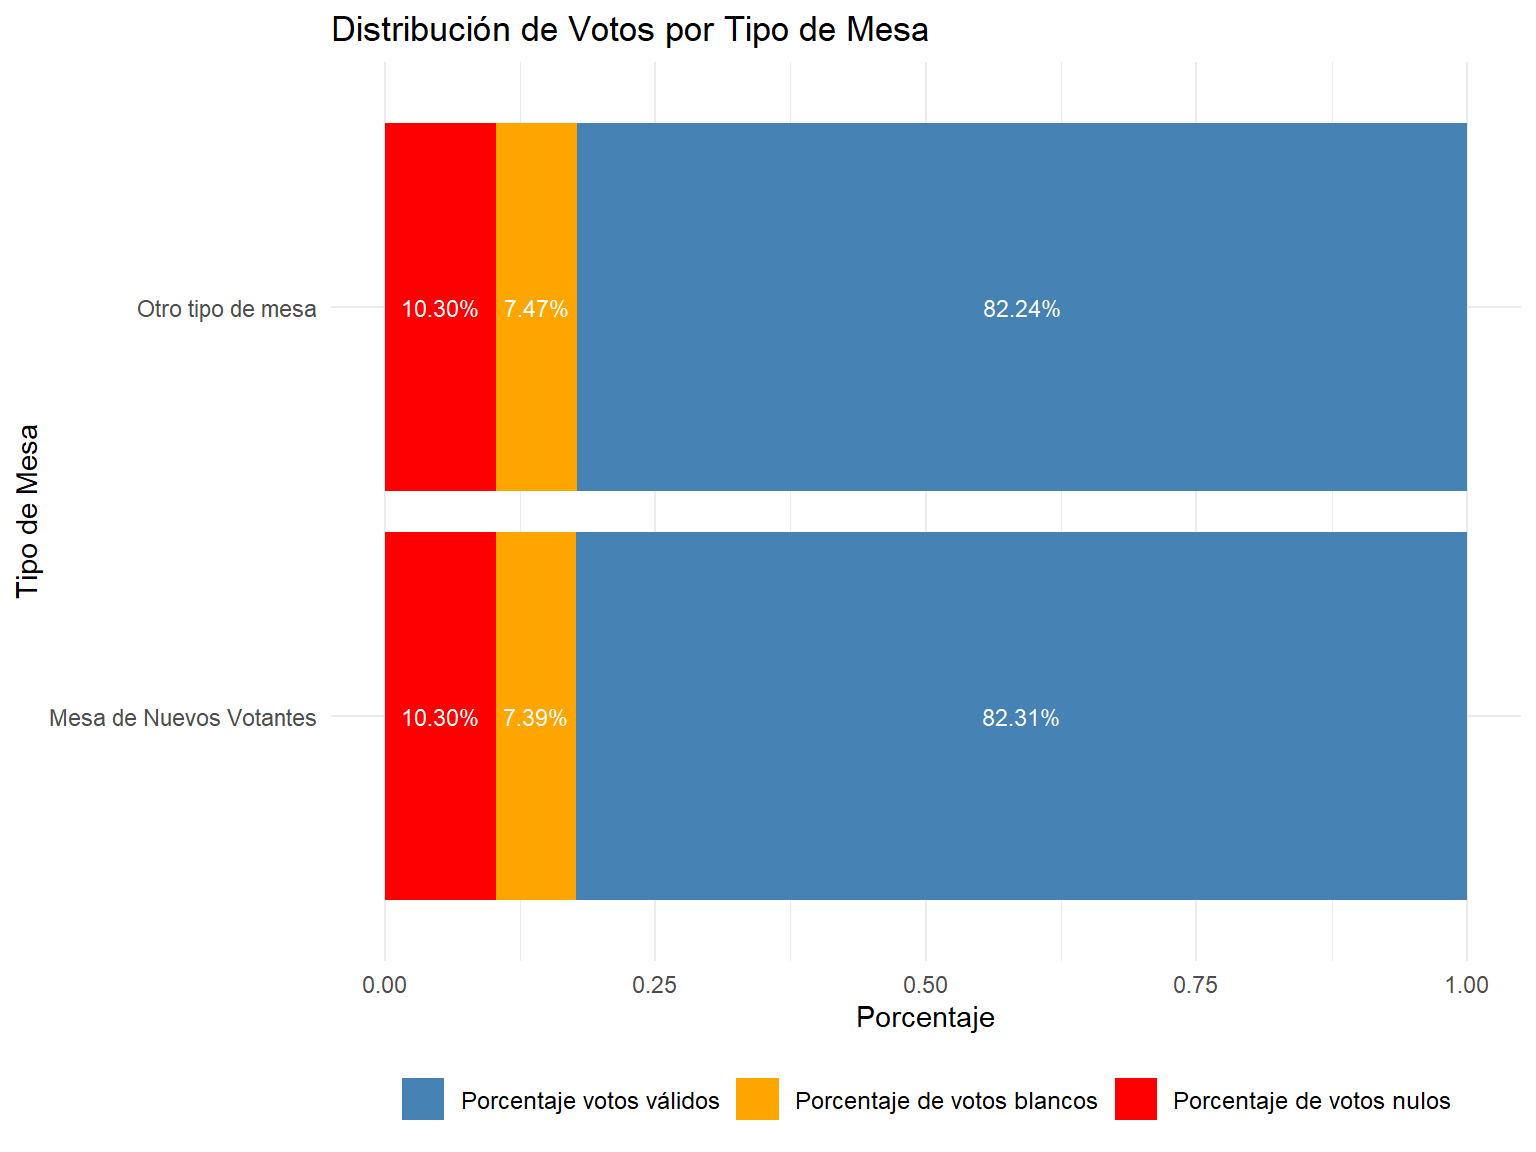 Distribución de Votos por Tipo de Mesa
Tipo de Mesa
Otro tipo de mesa
10.30%
7.47%
82.24%
Mesa de Nuevos Votantes
10.30%
7.39%
82.31%
0.00
0.25
0.50
0.75
1.00
Porcentaje
Porcentaje votos válidos
Porcentaje de votos blancos
Porcentaje de votos nulos